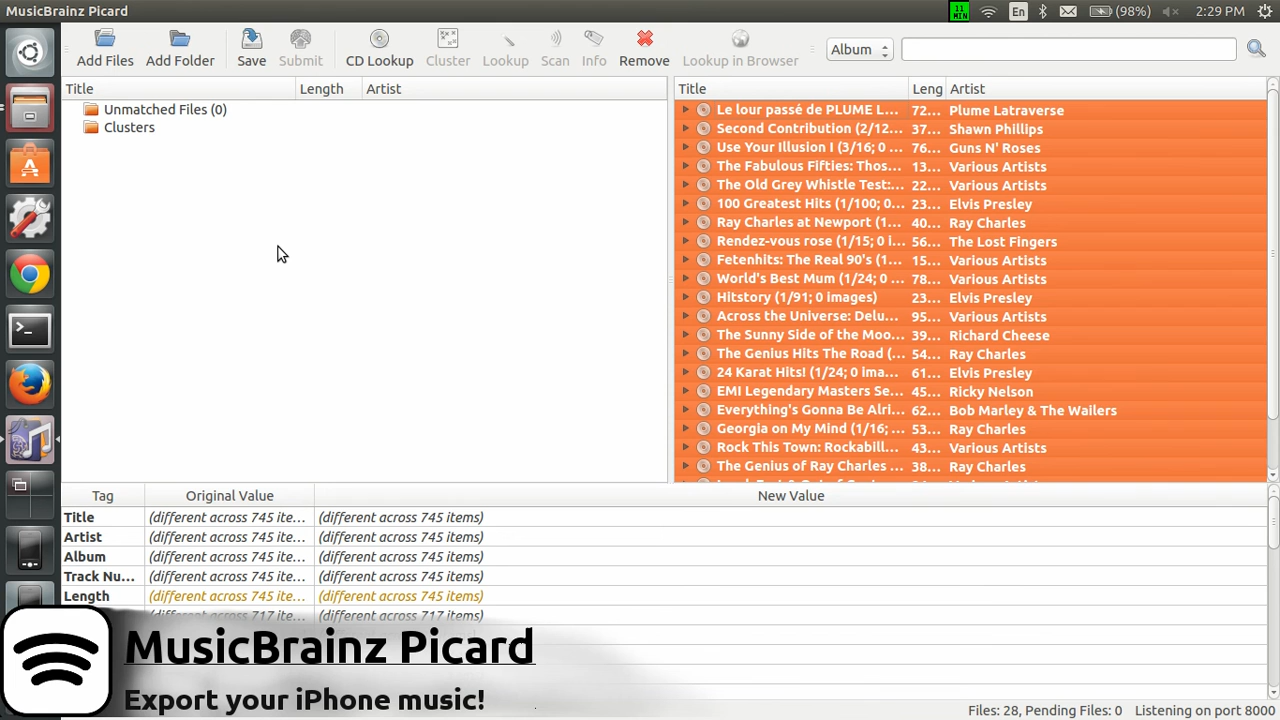 MusicBrainz Picard
11 MIN En (98%) 2:29 PM
Add Files Add Folder Save Submit CD Lookup Cluster Lookup Scan Info Remove Lookup in Browser Album
Title Length Artist
Unmatched Files (0)
Clusters
Title Leng Artist
Le lour passé de PLUME L... 72... Plume Latraverse
Second Contribution (2/12... 37... Shawn Phillips
Use Your Illusion I (3/16; 0 ... 76... Guns N' Roses
The Fabulous Fifties: Thos... 13... Various Artists
The Old Grey Whistle Test:... 22... Various Artists
100 Greatest Hits (1/100; 0... 23... Elvis Presley
Ray Charles at Newport (1... 40... Ray Charles
Rendez-vous rose (1/15; 0 i... 56... The Lost Fingers
Fetenhits: The Real 90's (1... 15... Various Artists
World's Best Mum (1/24; 0 ... 78... Various Artists
Hitstory (1/91; 0 images) 23... Elvis Presley
Across the Universe: Delu... 95... Various Artists
The Sunny Side of the Moo... 39... Richard Cheese
The Genius Hits The Road (... 54... Ray Charles
24 Karat Hits! (1/24; 0 ima... 61... Elvis Presley
EMI Legendary Masters Se... 45... Ricky Nelson
Everything's Gonna Be Alri... 62... Bob Marley & The Wailers
Georgia on My Mind (1/16; ... 53... Ray Charles
Rock This Town: Rockabill... 43... Various Artists
The Genius of Ray Charles ... 38... Ray Charles
Tag Original Value New Value
Title (different across 745 ite... (different across 745 items)
Artist (different across 745 ite... (different across 745 items)
Album (different across 745 ite... (different across 745 items)
Track Nu... (different across 745 ite... (different across 745 items)
Length (different across 745 ite... (different across 745 items)
(different across 717 ite... (different across 717 items)
MusicBrainz Picard
Export your iPhone music!
Files: 28, Pending Files: 0 Listening on port 8000